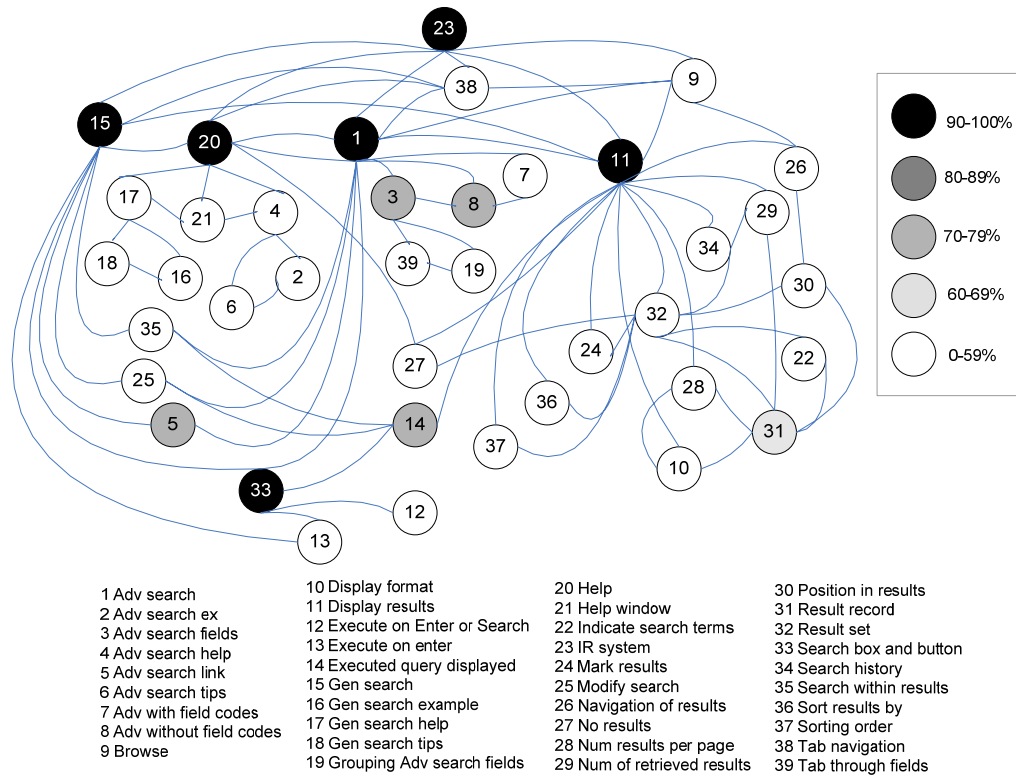 23
38
9
15
20
1
11
26
7
3
8
17
21
4
29
34
18
16
2
39
19
30
6
32
35
27
24
22
25
28
36
5
14
31
37
10
33
12
13
90-100%
80-89%
70-79%
60-69%
0-59%
1 Adv search
2 Adv search ex
3 Adv search fields
4 Adv search help
5 Adv search link
6 Adv search tips
7 Adv with field codes
8 Adv without field codes
9 Browse
10 Display format
11 Display results
12 Execute on Enter or Search
13 Execute on enter
14 Executed query displayed
15 Gen search
16 Gen search example
17 Gen search help
18 Gen search tips
19 Grouping Adv search fields
20 Help
21 Help window
22 Indicate search terms
23 IR system
24 Mark results
25 Modify search
26 Navigation of results
27 No results
28 Num results per page
29 Num of retrieved results
30 Position in results
31 Result record
32 Result set
33 Search box and button
34 Search history
35 Search within results
36 Sort results by
37 Sorting order
38 Tab navigation
39 Tab through fields